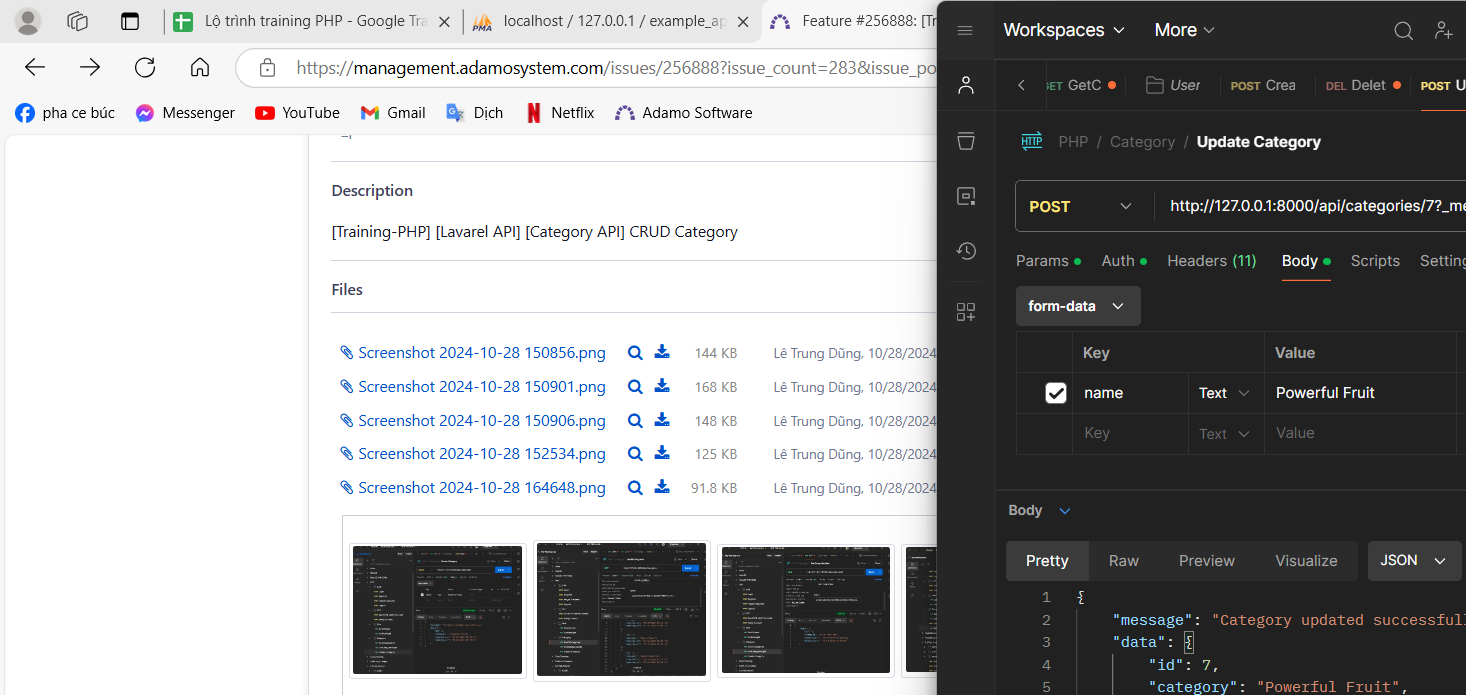 Lộ trình training PHP - Google Tra
localhost / 127.0.0.1 / example_ap
Feature #256888: [Tr
https://management.adamosystem.com/issues/256888?issue_count=283&issue_po
pha ce búc
Messenger
YouTube
Gmail
Dịch
Netflix
Adamo Software
Description
[Training-PHP] [Lavarel API] [Category API] CRUD Category
Files
Screenshot 2024-10-28 150856.png 144 KB Lê Trung Dũng, 10/28/2024
Screenshot 2024-10-28 150901.png 168 KB Lê Trung Dũng, 10/28/2024
Screenshot 2024-10-28 150906.png 148 KB Lê Trung Dũng, 10/28/2024
Screenshot 2024-10-28 152534.png 125 KB Lê Trung Dũng, 10/28/2024
Screenshot 2024-10-28 164648.png 91.8 KB Lê Trung Dũng, 10/28/2024
Workspaces More
ET GetC User POST Crea DEL Delet POST U
HTTP PHP / Category / Update Category
POST http://127.0.0.1:8000/api/categories/7?_me
Params Auth Headers (11) Body Scripts Setting
form-data
Key Value
name Text Powerful Fruit
Key Text Value
Body
Pretty Raw Preview Visualize JSON
1 {
2 "message": "Category updated successfull
3 "data": {
4 "id": 7,
5 "category": "Powerful Fruit",